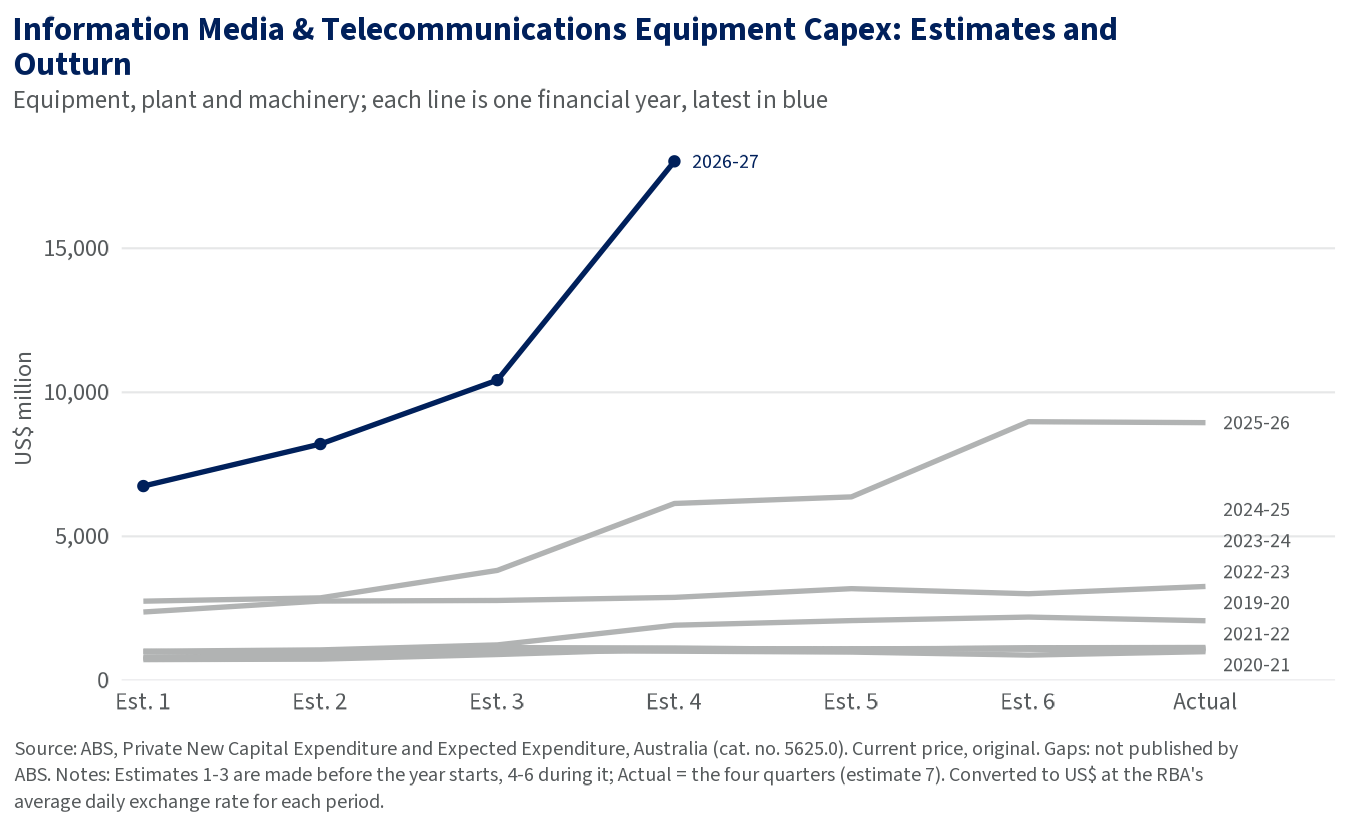 Information Media & Telecommunications Equipment Capex: Estimates and
Outturn
Equipment, plant and machinery; each line is one financial year, latest in blue
2026-27
15,000
US$ million
10,000
2025-26
2024-25
5,000
2023-24
2022-23
2019-20
2021-22
2020-21
0
Est. 1 Est. 2 Est. 3 Est. 4 Est. 5 Est. 6 Actual
Source: ABS, Private New Capital Expenditure and Expected Expenditure, Australia (cat. no. 5625.0). Current price, original. Gaps: not published by
ABS. Notes: Estimates 1-3 are made before the year starts, 4-6 during it; Actual = the four quarters (estimate 7). Converted to US$ at the RBA's
average daily exchange rate for each period.